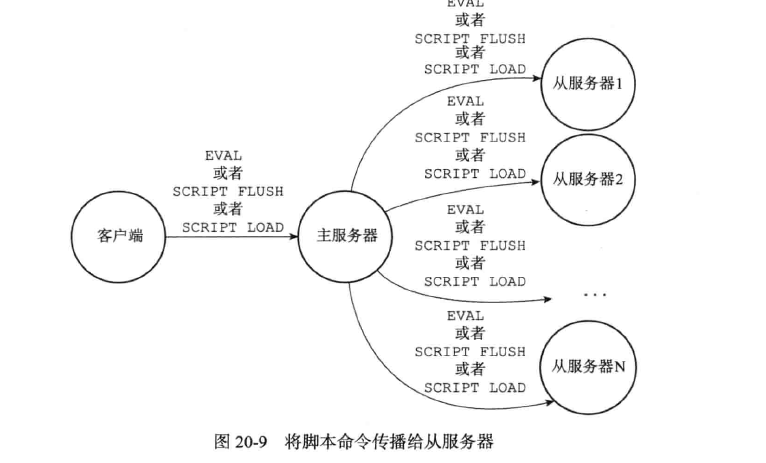 EVAL
或者
SCRIPT FLUSH
或者
SCRIPT LOAD
从服务器1
EVAL
或者
SCRIPT FLUSH
或者
SCRIPT LOAD
从服务器2
EVAL
或者
SCRIPT FLUSH
或者
SCRIPT LOAD
客户端
主服务器
EVAL
或者
SCRIPT FLUSH
或者
SCRIPT LOAD
...
EVAL
或者
SCRIPT FLUSH
或者
SCRIPT LOAD
从服务器N
图 20-9 将脚本命令传播给从服务器